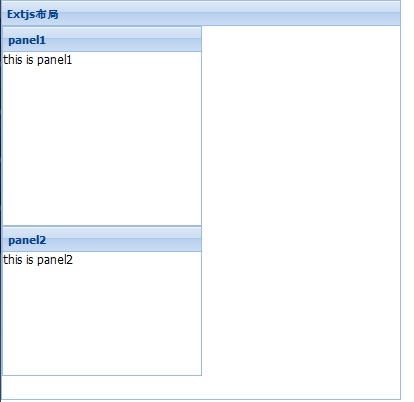 Extjs布局
panel1
this is panel1
panel2
this is panel2